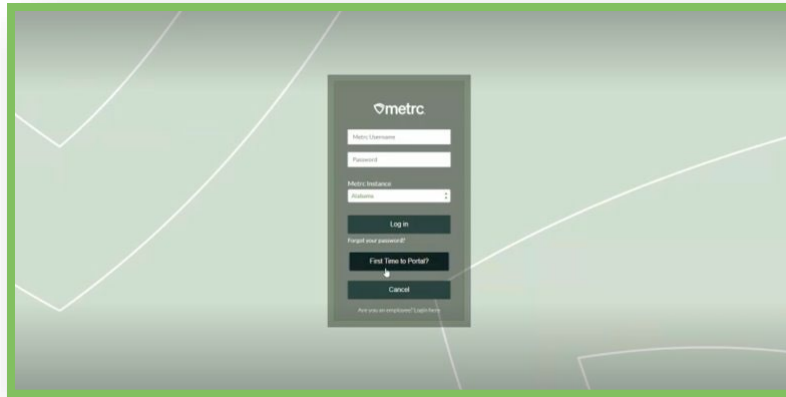 metrc
Metrc Username
Password
Metrc Instance
Alabama
Log in
Forgot your password?
First Time to Portal?
Cancel
Are you an employee? Login here